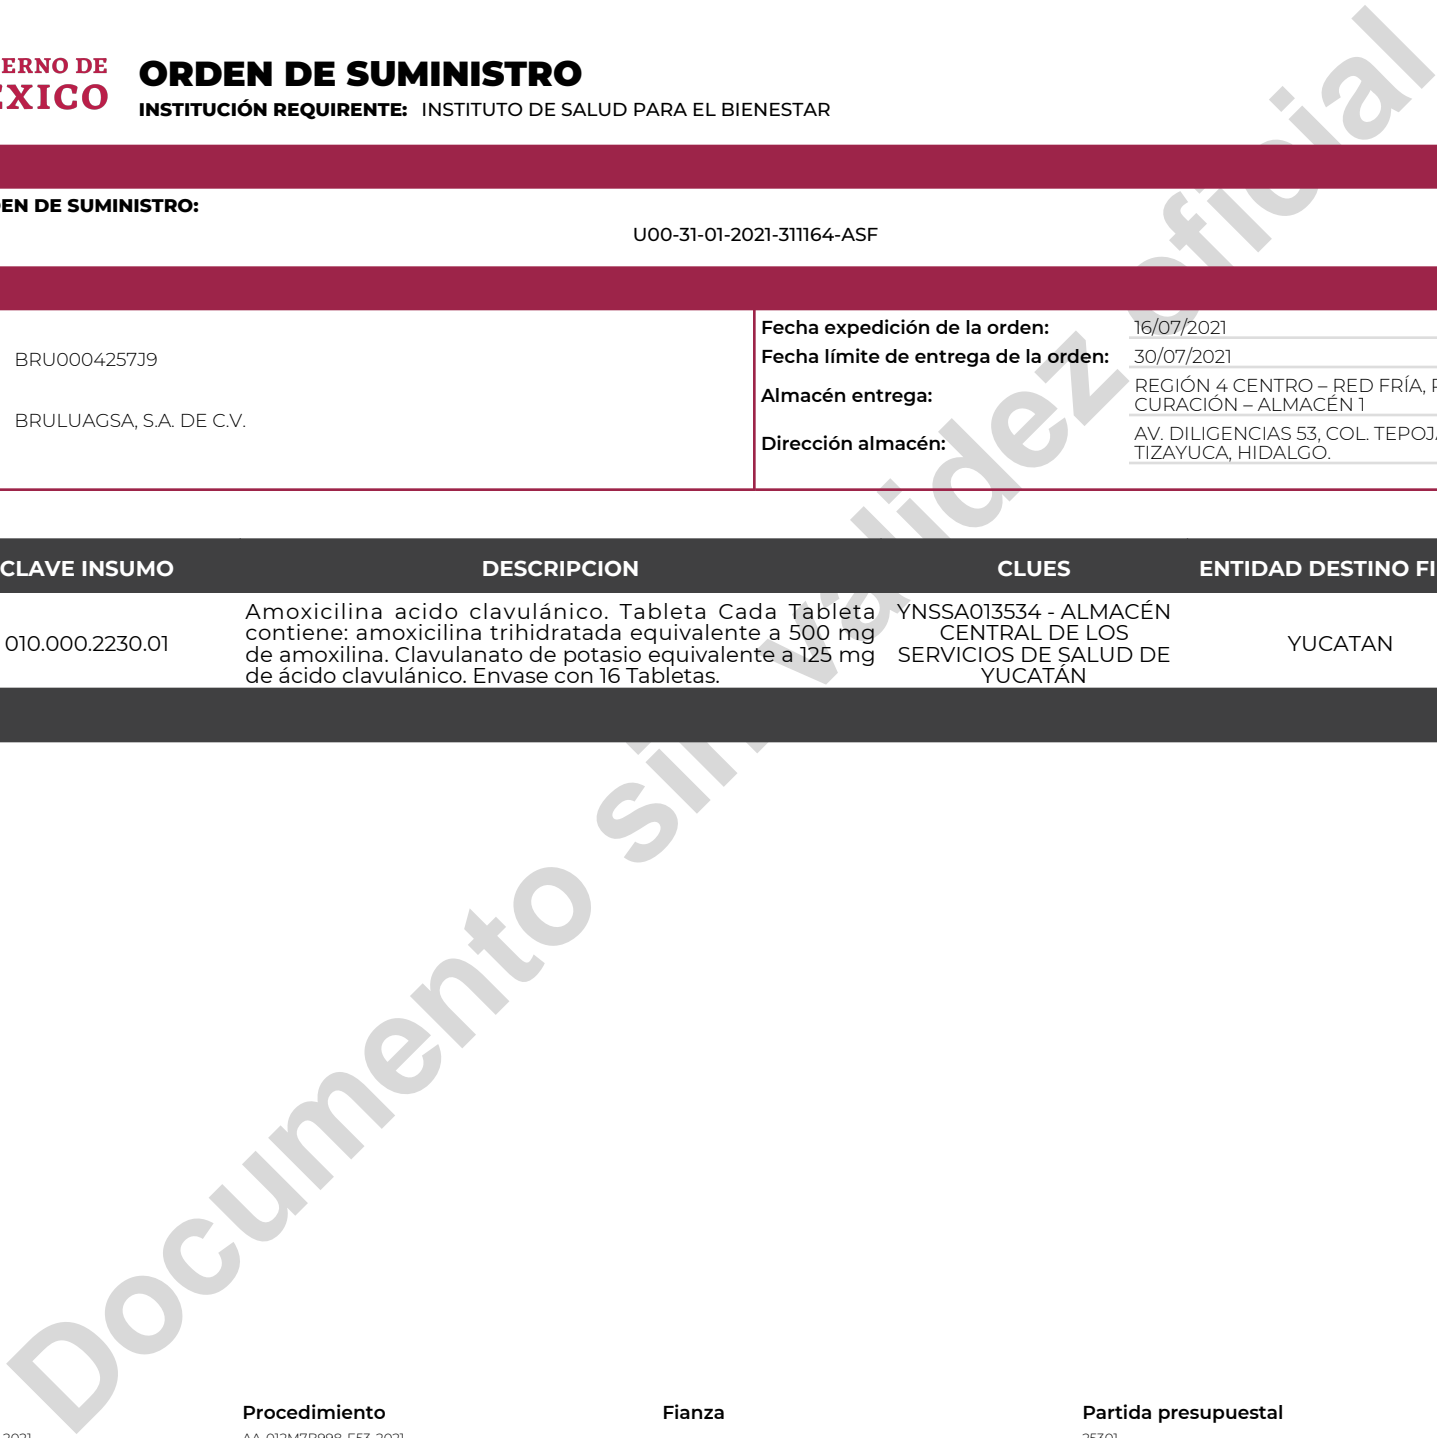 ERNO DE
ÉXICO
ORDEN DE SUMINISTRO
INSTITUCIÓN REQUIRENTE: INSTITUTO DE SALUD PARA EL BIENESTAR
EN DE SUMINISTRO:
U00-31-01-2021-311164-ASF
BRU0004257J9
BRULUAGSA, S.A. DE C.V.
Fecha expedición de la orden: 16/07/2021
Fecha límite de entrega de la orden: 30/07/2021
Almacén entrega: REGIÓN 4 CENTRO – RED FRÍA,
CURACIÓN – ALMACÉN 1
Dirección almacén: AV. DILIGENCIAS 53, COL. TEPOJ
TIZAYUCA, HIDALGO.
CLAVE INSUMO DESCRIPCION CLUES ENTIDAD DESTINO FI
010.000.2230.01
Amoxicilina acido clavulánico. Tableta Cada Tableta
contiene: amoxicilina trihidratada equivalente a 500 mg
de amoxilina. Clavulanato de potasio equivalente a 125 mg
de ácido clavulánico. Envase con 16 Tabletas.
YNSSA013534 - ALMACÉN
CENTRAL DE LOS
SERVICIOS DE SALUD DE
YUCATÁN
YUCATAN
Documento sin validez oficial
Procedimiento Fianza Partida presupuestal